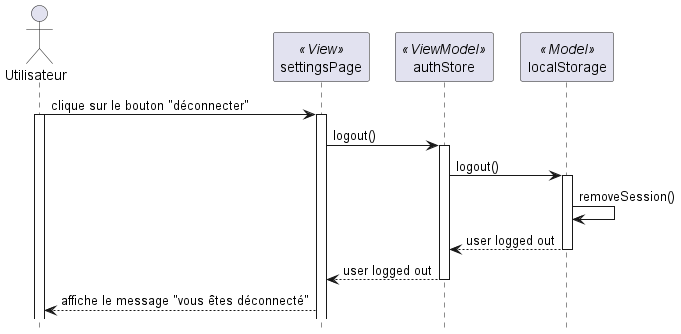 Utilisateur
« View»
settingsPage
« ViewModel»
authStore
« Model»
localStorage
clique sur le bouton "déconnecter"
logout()
logout()
removeSession()
user logged out
user logged out
affiche le message "vous êtes déconnecté"